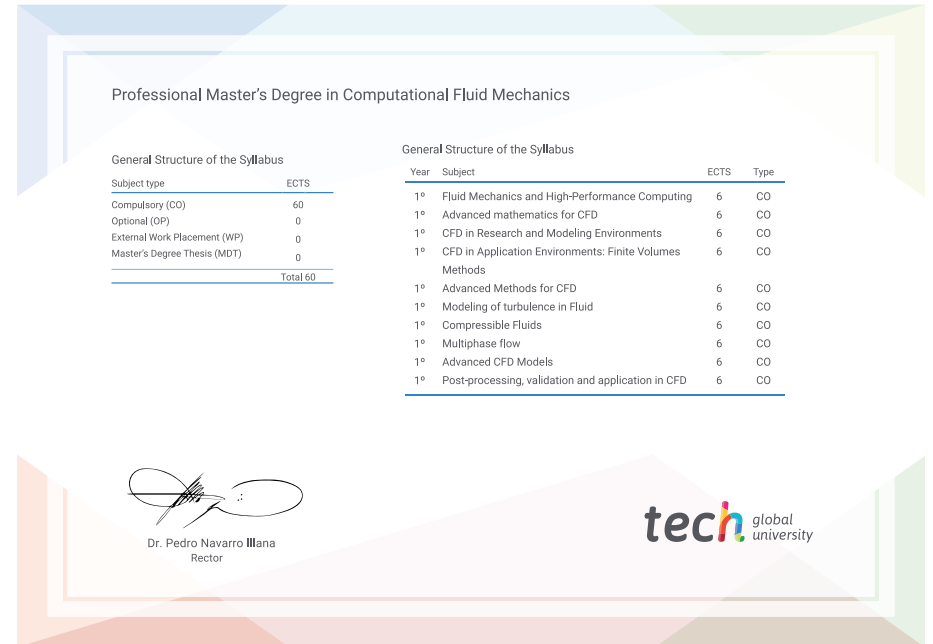 Professional Master's Degree in Computational Fluid Mechanics
General Structure of the Syllabus
Subject type ECTS
Compulsory (CO) 60
Optional (OP) 0
External Work Placement (WP) 0
Master's Degree Thesis (MDT) 0
Total 60
General Structure of the Syllabus
Year Subject ECTS Type
1º Fluid Mechanics and High-Performance Computing 6 CO
1º Advanced mathematics for CFD 6 CO
1º CFD in Research and Modeling Environments 6 CO
1º CFD in Application Environments: Finite Volumes 6 CO
Methods
1º Advanced Methods for CFD 6 CO
1º Modeling of turbulence in Fluid 6 CO
1º Compressible Fluids 6 CO
1º Multiphase flow 6 CO
1º Advanced CFD Models 6 CO
1º Post-processing, validation and application in CFD 6 CO
Dr. Pedro Navarro Illana
Rector
tech global
university